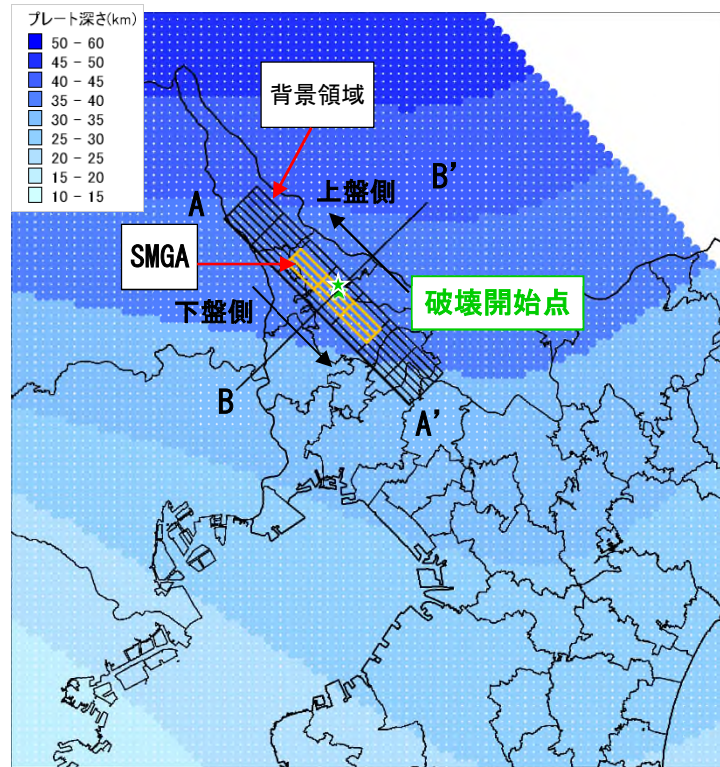 プレート深さ(km)
50 - 60
45 - 50
40 - 45
35 - 40
30 - 35
25 - 30
20 - 25
15 - 20
10 - 15
背景領域
B'
上盤側
A
SMGA
破壊開始点
下盤側
B
A'